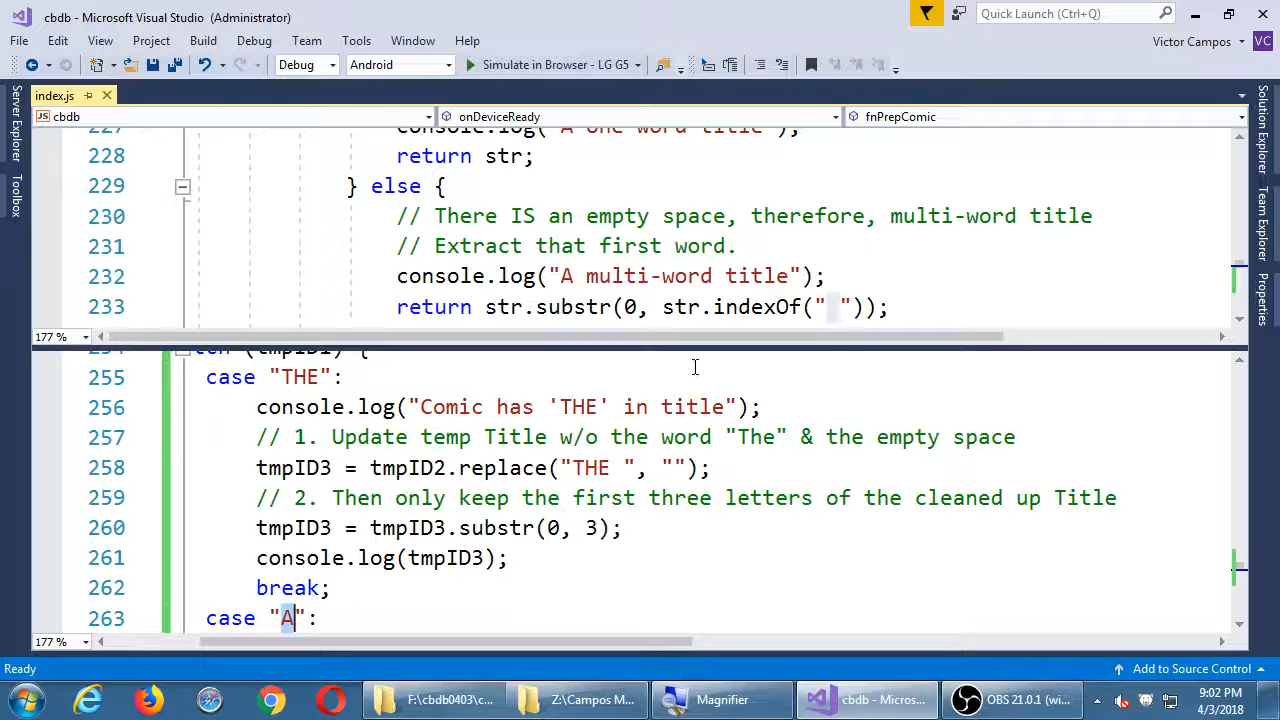 cbdb - Microsoft Visual Studio (Administrator)
Quick Launch (Ctrl+Q)
File Edit View Project Build Debug Team Tools Window Help
Victor Campos VC
Debug Android Simulate in Browser - LG G5
index.js
cbdb onDeviceReady fnPrepComic
Server Explorer
Toolbox
Solution Explorer
Team Explorer
Properties
227 console.log("A one word title");
228 return str;
229 } else {
230 // There IS an empty space, therefore, multi-word title
231 // Extract that first word.
232 console.log("A multi-word title");
233 return str.substr(0, str.indexOf(" "));
177 %
255 case "THE":
256 console.log("Comic has 'THE' in title");
257 // 1. Update temp Title w/o the word "The" & the empty space
258 tmpID3 = tmpID2.replace("THE ", "");
259 // 2. Then only keep the first three letters of the cleaned up Title
260 tmpID3 = tmpID3.substr(0, 3);
261 console.log(tmpID3);
262 break;
263 case "A":
177 %
Ready Add to Source Control
F:\cbdb0403\c... Z:\Campos M... Magnifier cbdb - Micros... OBS 21.0.1 (wi...
9:02 PM
4/3/2018